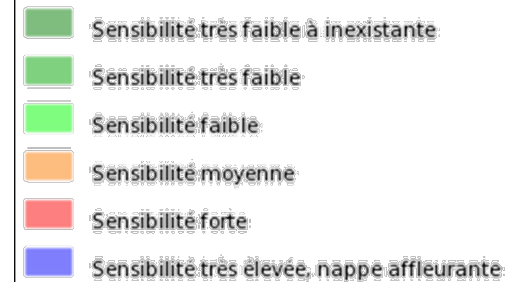 Sensibilité très faible à inexistante
Sensibilité très faible
Sensibilité faible
Sensibilité moyenne
Sensibilité forte
Sensibilité très élevée, nappe affleurante